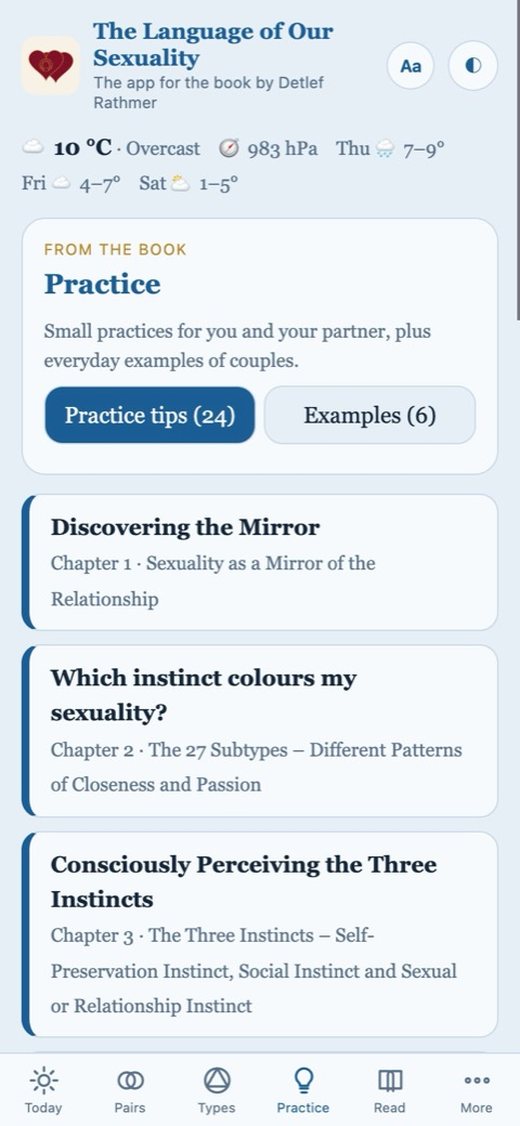 The Language of Our
Sexuality
The app for the book by Detlef
Rathmer
Aa
10 °C · Overcast 983 hPa Thu 7–9°
Fri 4–7° Sat 1–5°
FROM THE BOOK
Practice
Small practices for you and your partner, plus
everyday examples of couples.
Practice tips (24) Examples (6)
Discovering the Mirror
Chapter 1 · Sexuality as a Mirror of the
Relationship
Which instinct colours my
sexuality?
Chapter 2 · The 27 Subtypes – Different Patterns
of Closeness and Passion
Consciously Perceiving the Three
Instincts
Chapter 3 · The Three Instincts – Self-
Preservation Instinct, Social Instinct and Sexual
or Relationship Instinct
Today Pairs Types Practice Read More